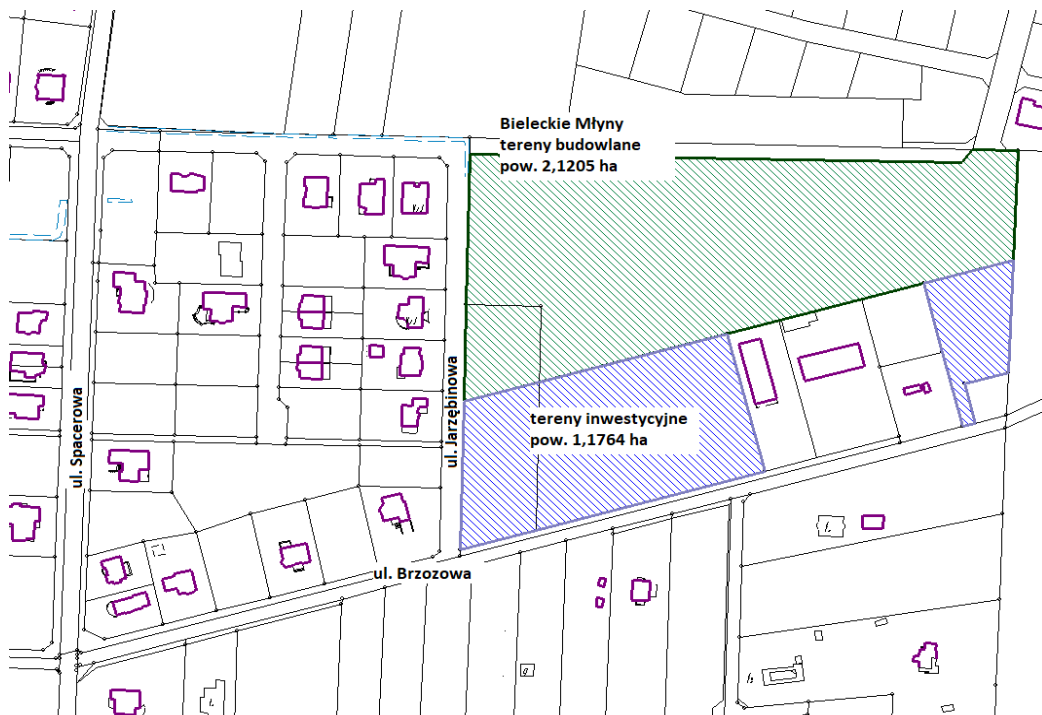 Bieleckie Młyny
tereny budowlane
pow. 2,1205 ha
tereny inwestycyjne
pow. 1,1764 ha
ul. Spacerowa
ul. Jarzębinowa
ul. Brzozowa